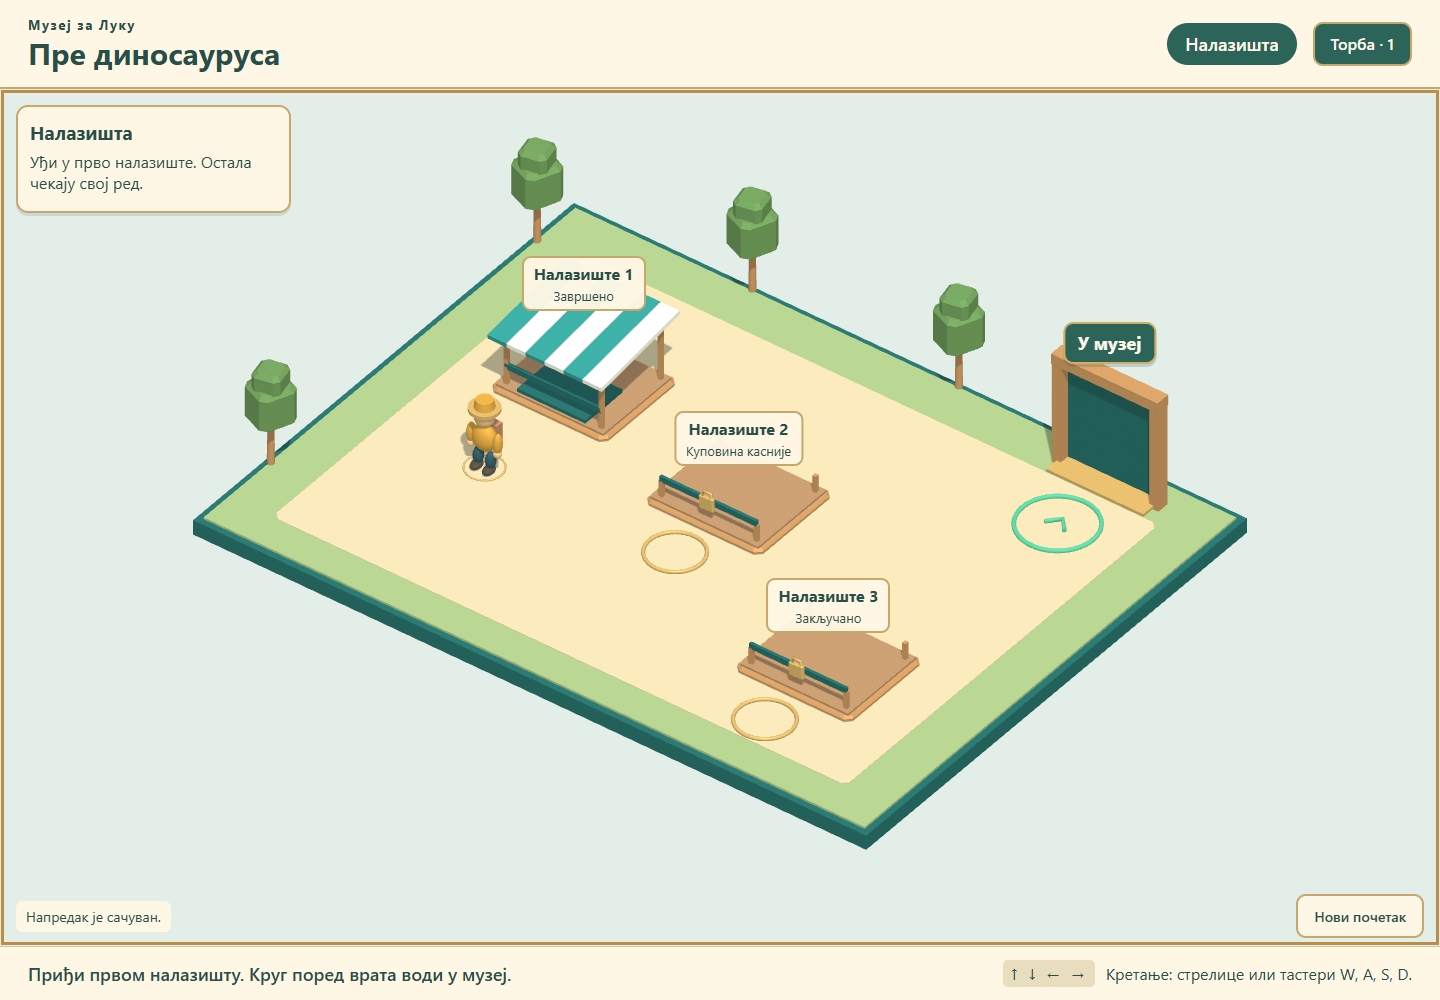 Музеј за Луку
Пре диносауруса
Налазишта
Торба · 1
Налазишта
Уђи у прво налазиште. Остала
чекају свој ред.
Налазиште 1
Завршено
У музеј
Налазиште 2
Куповина касније
Налазиште 3
Закључано
Напредак је сачуван.
Нови почетак
Приђи првом налазишту. Круг поред врата води у музеј.
↑ ↓ ← → Кретање: стрелице или тастери W, A, S, D.